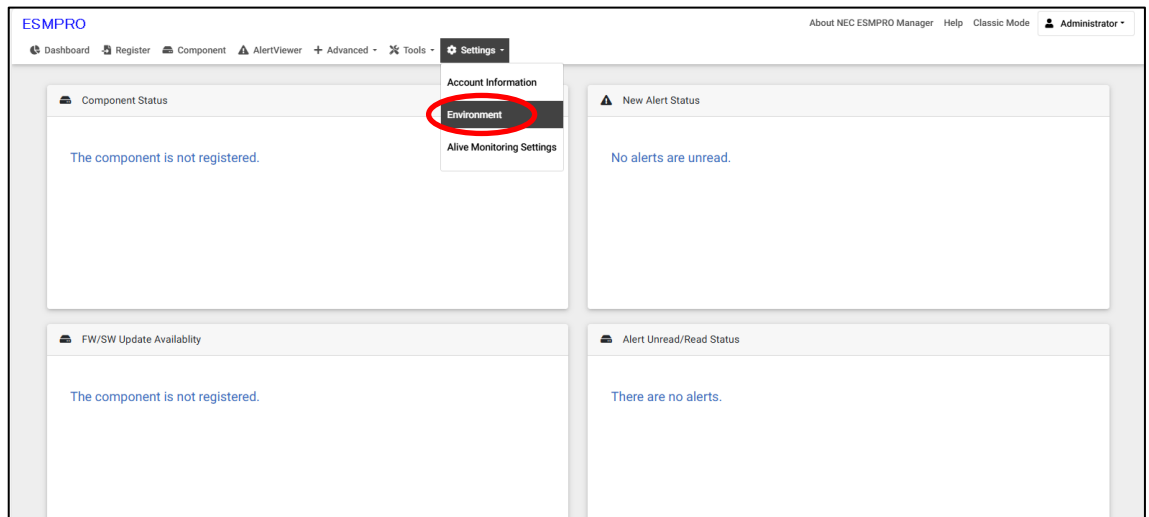 ESMPRO
About NEC ESMPRO Manager Help Classic Mode Administrator
Dashboard Register Component AlertViewer Advanced Tools Settings
Account Information
Environment
Alive Monitoring Settings
Component Status
The component is not registered.
New Alert Status
No alerts are unread.
FW/SW Update Availablity
The component is not registered.
Alert Unread/Read Status
There are no alerts.